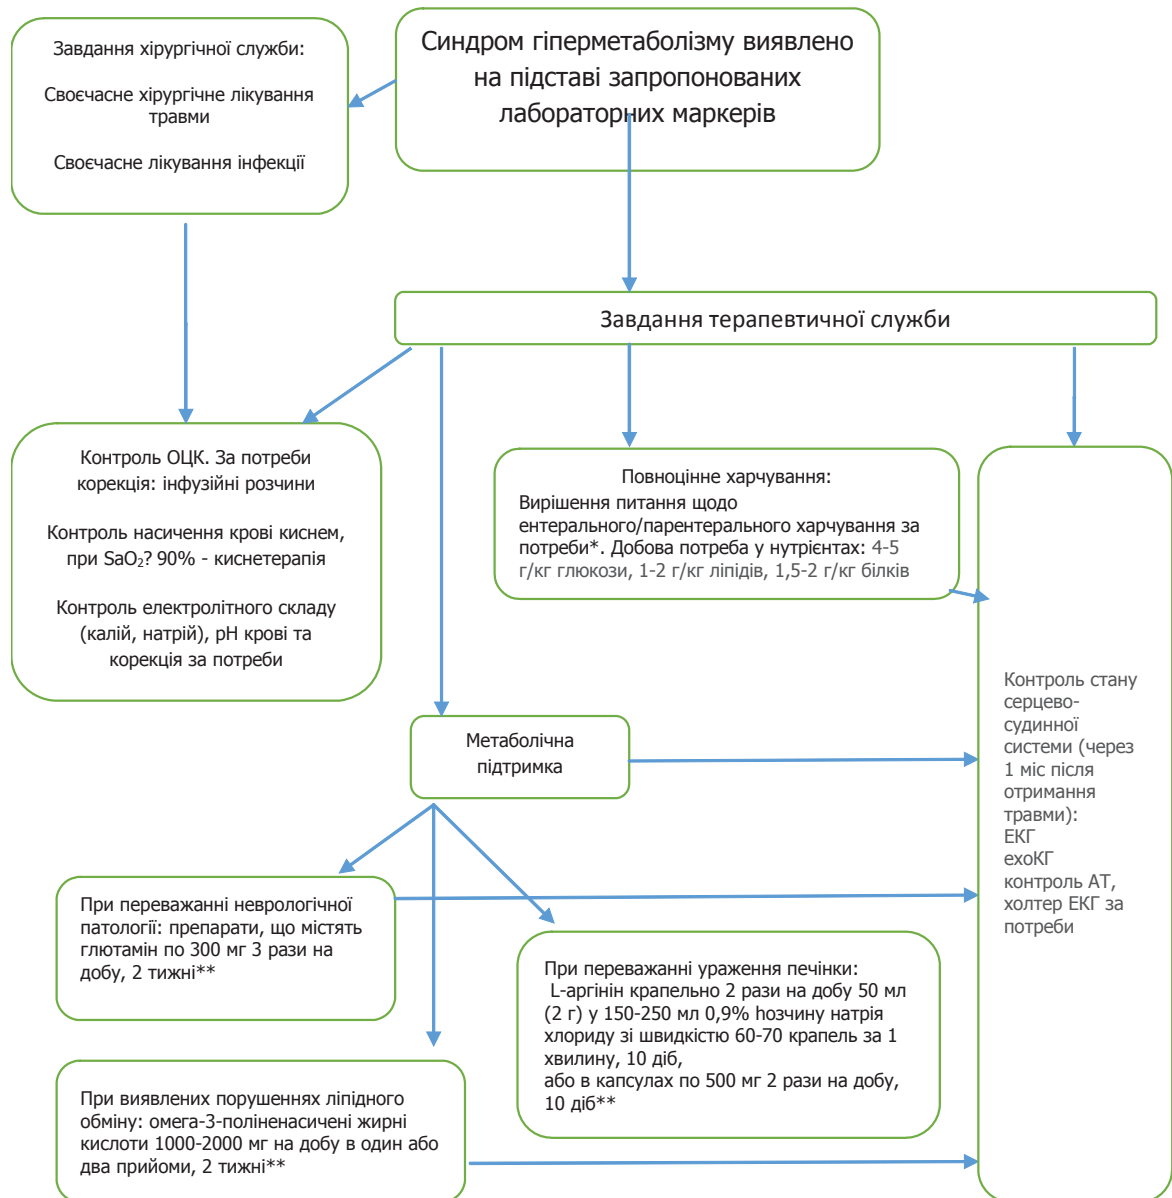 Завдання хірургічної служби:
Своєчасне хірургічне лікування
травми
Своєчасне лікування інфекції
Синдром гіперметаболізму виявлено
на підставі запропонованих
лабораторних маркерів
Завдання терапевтичної служби
Контроль ОЦК. За потреби
корекція: інфузійні розчини
Контроль насичення крові киснем,
при SaO₂? 90% - киснетерапія
Контроль електролітного складу
(калій, натрій), pH крові та
корекція за потреби
Повноцінне харчування:
Вирішення питання щодо
ентерального/парентерального харчування за
потреби*. Добова потреба у нутрієнтах: 4-5
г/кг глюкози, 1-2 г/кг ліпідів, 1,5-2 г/кг білків
Метаболічна
підтримка
Контроль стану
серцево-
судинної
системи (через
1 міс після
отримання
травми):
ЕКГ
ехоКГ
контроль АТ,
холтер ЕКГ за
потреби
При переважанні неврологічної
патології: препарати, що містять
глютамін по 300 мг 3 рази на
добу, 2 тижні**
При переважанні ураження печінки:
L-аргінін крапельно 2 рази на добу 50 мл
(2 г) у 150-250 мл 0,9% hозчину натрія
хлориду зі швидкістю 60-70 крапель за 1
хвилину, 10 діб,
або в капсулах по 500 мг 2 рази на добу,
10 діб**
При виявлених порушеннях ліпідного
обміну: омега-3-поліненасичені жирні
кислоти 1000-2000 мг на добу в один або
два прийоми, 2 тижні**